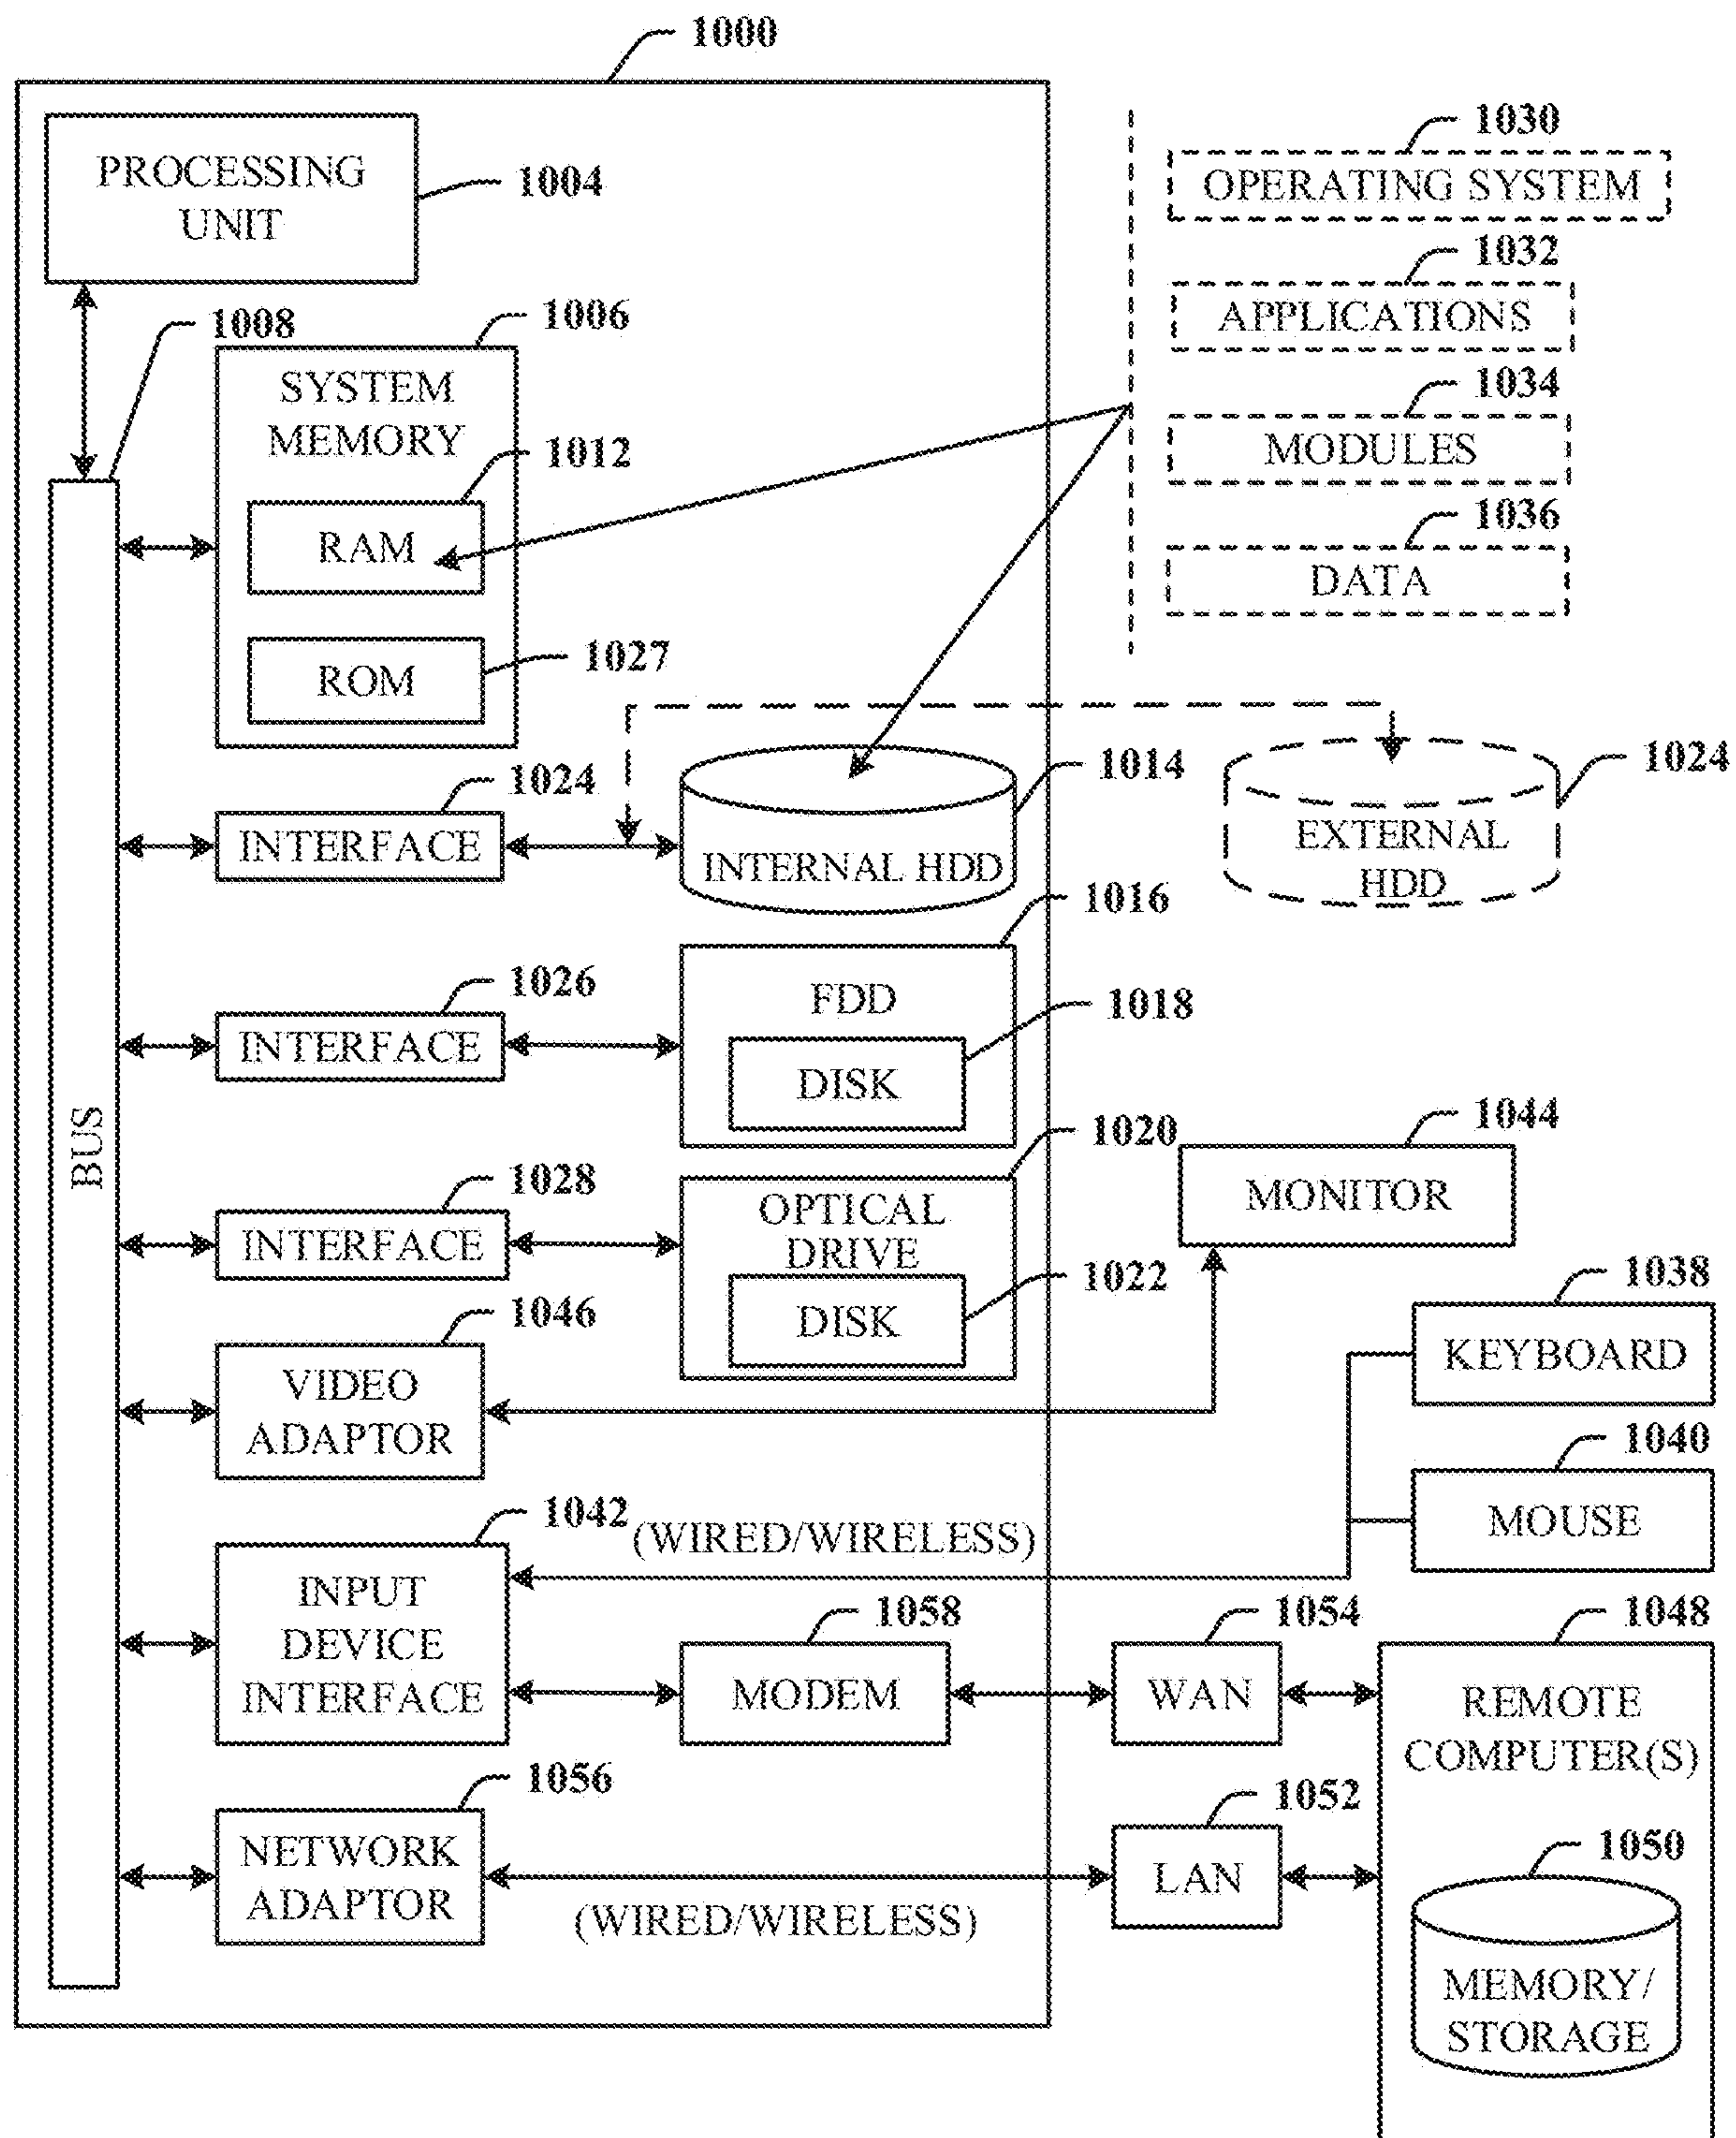 1000
PROCESSING
UNIT
1004
1030
OPERATING SYSTEM
1032
APPLICATIONS
1034
MODULES
1036
DATA
1008
1006
SYSTEM
MEMORY
1012
RAM
ROM
1027
BUS
1024
INTERFACE
1014
INTERNAL HDD
1024
EXTERNAL
HDD
1026
INTERFACE
1016
FDD
1018
DISK
1028
INTERFACE
1020
OPTICAL
DRIVE
1022
DISK
1044
MONITOR
1038
KEYBOARD
1046
VIDEO
ADAPTOR
1040
MOUSE
1042
(WIRED/WIRELESS)
INPUT
DEVICE
INTERFACE
1058
MODEM
1054
WAN
1048
REMOTE
COMPUTER(S)
1056
NETWORK
ADAPTOR
(WIRED/WIRELESS)
1052
LAN
1050
MEMORY/
STORAGE